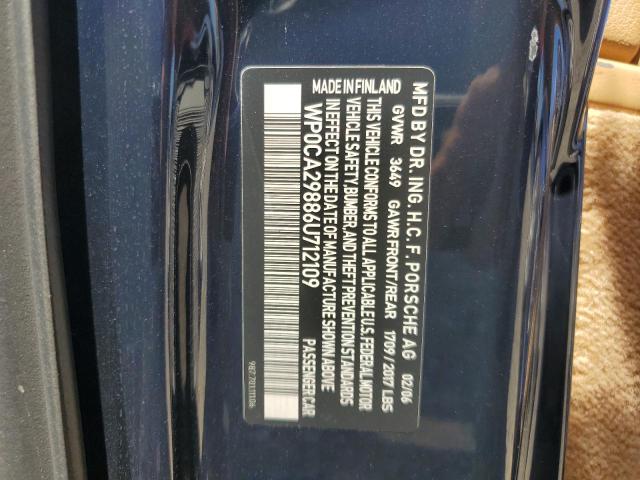 MFD BY DR. ING. H.C. F. PORSCHE AG 02/06
GVWR 3649 GAWR FRONT/REAR 1709/2017 LBS
THIS VEHICLE CONFORMS TO ALL APPLICABLE U.S. FEDERAL MOTOR
VEHICLE SAFETY, BUMPER, AND THEFT PREVENTION STANDARDS
IN EFFECT ON THE DATE OF MANUFACTURE SHOWN ABOVE
WP0CA29886U712109 PASSENGER CAR
MADE IN FINLAND